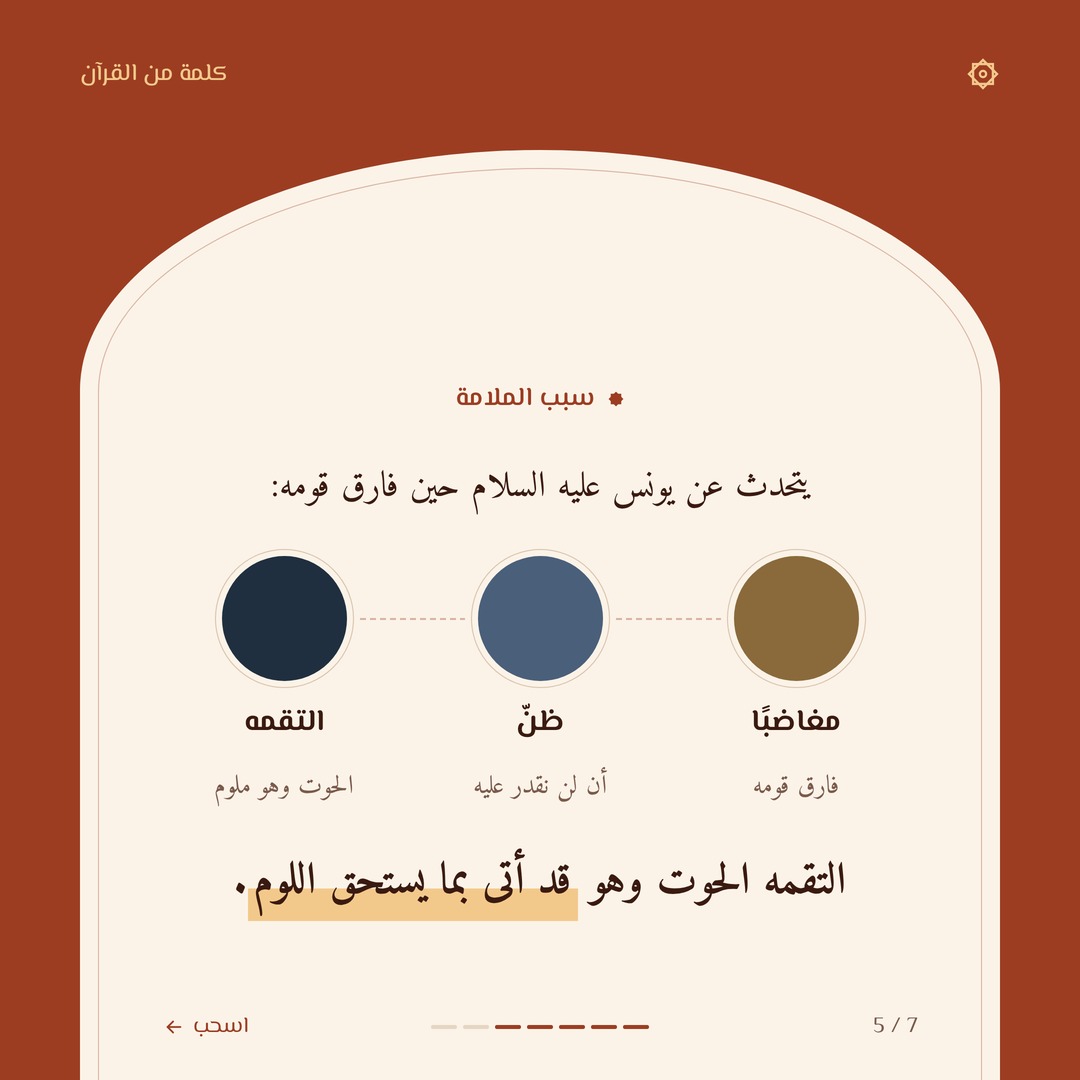 كلمة من القرآن
سبب الملامة
يتحدث عن يونس عليه السلام حين فارق قومه:
مغاضبًا
فارق قومه
ظنّ
أن لن نقدر عليه
التقمه
الحوت وهو ملوم
التقمه الحوت وهو قد أتى بما يستحق اللوم.
5 / 7
اسحب ←